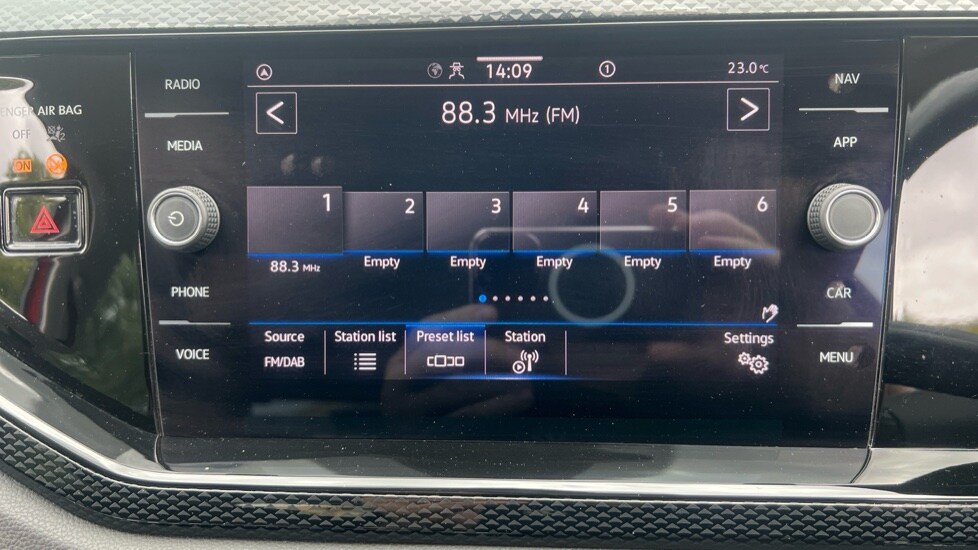 ENGER AIR BAG
OFF
ON
RADIO
MEDIA
PHONE
VOICE
14:09
1
23.0°C
<
88.3 MHz (FM)
>
1 2 3 4 5 6
88.3 MHz Empty Empty Empty Empty Empty
Source Station list Preset list Station Settings
FM/DAB
NAV
APP
CAR
MENU